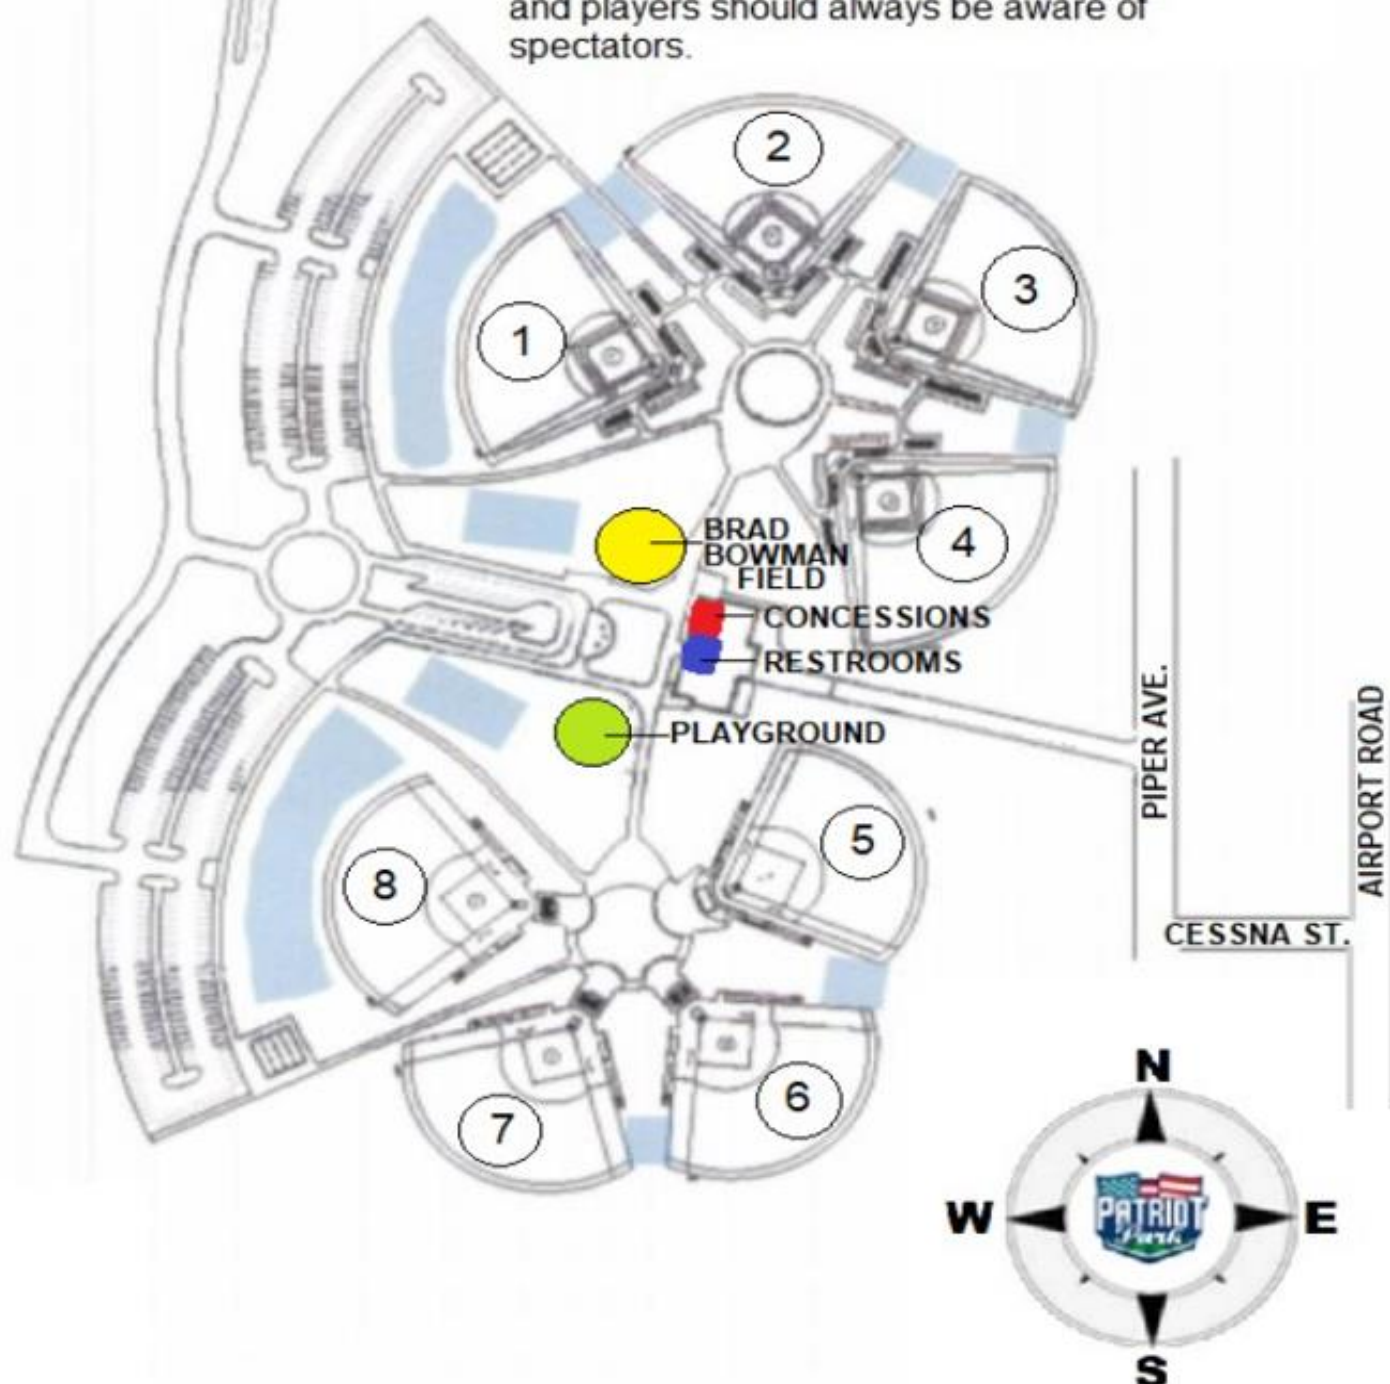 and players should always be aware of
spectators.
2
3
1
4
BRAD
BOWMAN
FIELD
CONCESSIONS
RESTROOMS
PLAYGROUND
PIPER AVE.
AIRPORT ROAD
5
8
CESSNA ST.
6
7
N
W
PATRIOT
Park
E
S